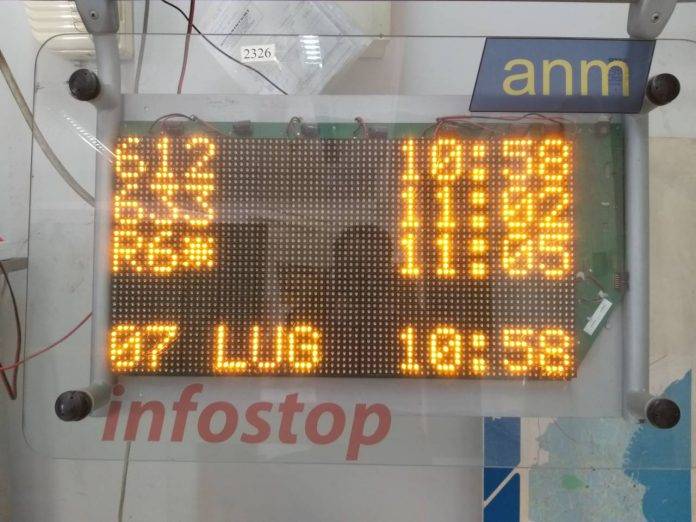 2326
anm
612 10:58
633 11:02
R6* 11:05
07 LUG 10:58
infostop